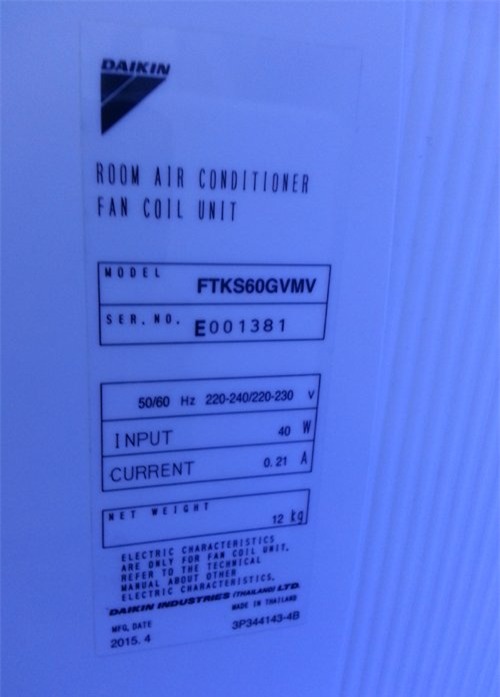 DAIKIN
ROOM AIR CONDITIONER
FAN COIL UNIT
MODEL FTKS60GVMV
SER. NO. E001381
50/60 Hz 220-240/220-230 V
INPUT 40 W
CURRENT 0.21 A
NET WEIGHT 12 kg
ELECTRIC CHARACTERISTICS
ARE ONLY FOR FAN COIL UNIT.
REFER TO THE TECHNICAL
MANUAL ABOUT OTHER
ELECTRIC CHARACTERISTICS.
DAIKIN INDUSTRIES (THAILAND) LTD.
MADE IN THAILAND
MFG. DATE
2015. 4 3P344143-4B